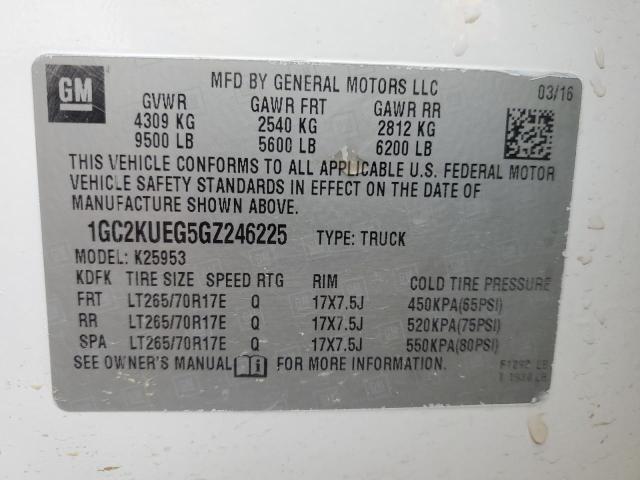 GM
MFD BY GENERAL MOTORS LLC
03/16
GVWR GAWR FRT GAWR RR
4309 KG 2540 KG 2812 KG
9500 LB 5600 LB 6200 LB
THIS VEHICLE CONFORMS TO ALL APPLICABLE U.S. FEDERAL MOTOR
VEHICLE SAFETY STANDARDS IN EFFECT ON THE DATE OF
MANUFACTURE SHOWN ABOVE.
1GC2KUEG5GZ246225 TYPE: TRUCK
MODEL: K25953
KDFK TIRE SIZE SPEED RTG RIM COLD TIRE PRESSURE
FRT LT265/70R17E Q 17X7.5J 450KPA(65PSI)
RR LT265/70R17E Q 17X7.5J 520KPA(75PSI)
SPA LT265/70R17E Q 17X7.5J 550KPA(80PSI)
SEE OWNER'S MANUAL FOR MORE INFORMATION.
LB
LB